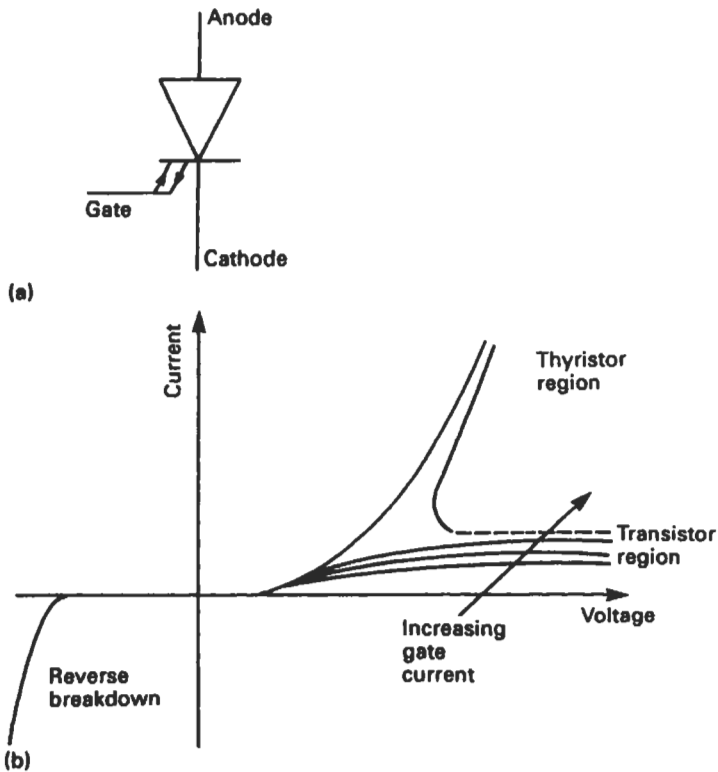 Anode
Gate
Cathode
(a)
Current
Thyristor
region
Transistor
region
Voltage
Increasing
gate
current
Reverse
breakdown
(b)